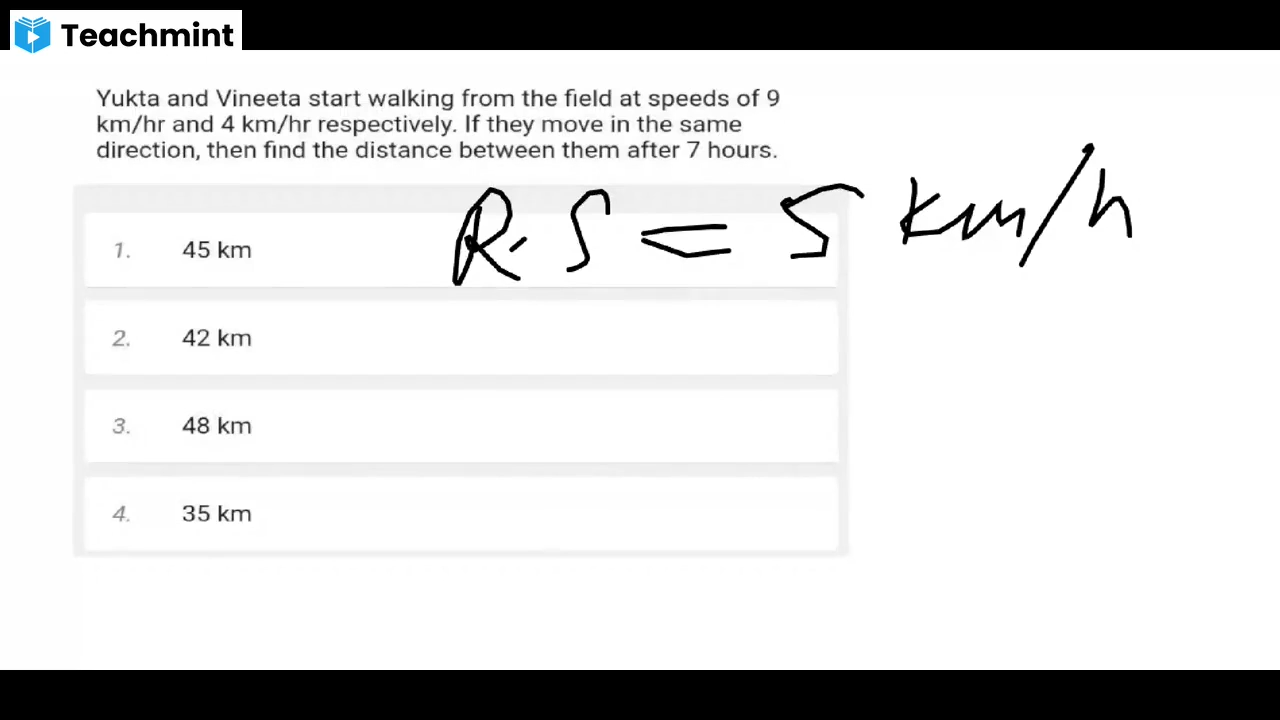 Teachmint
Yukta and Vineeta start walking from the field at speeds of 9
km/hr and 4 km/hr respectively. If they move in the same
direction, then find the distance between them after 7 hours.
R.S = 5 km/h
1. 45 km
2. 42 km
3. 48 km
4. 35 km